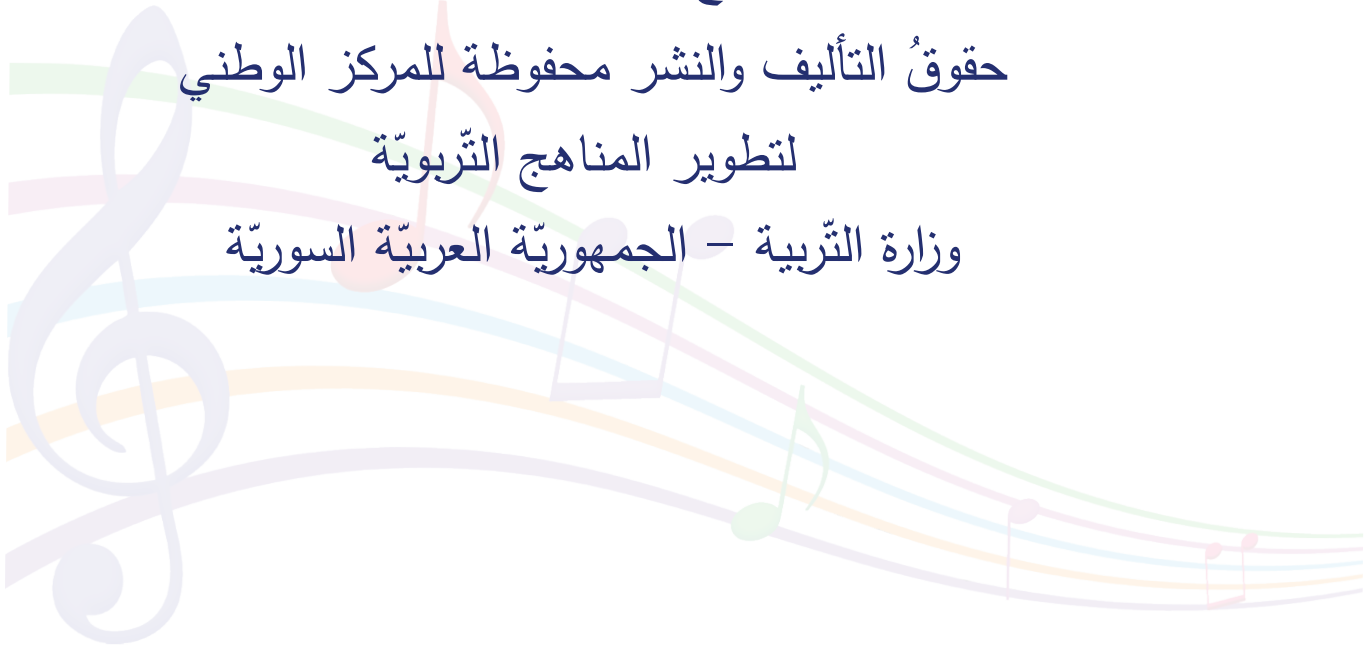 حقوقُ التأليف والنشر محفوظة للمركز الوطني
لتطوير المناهج التّربويّة
وزارة التّربية – الجمهوريّة العربيّة السوريّة